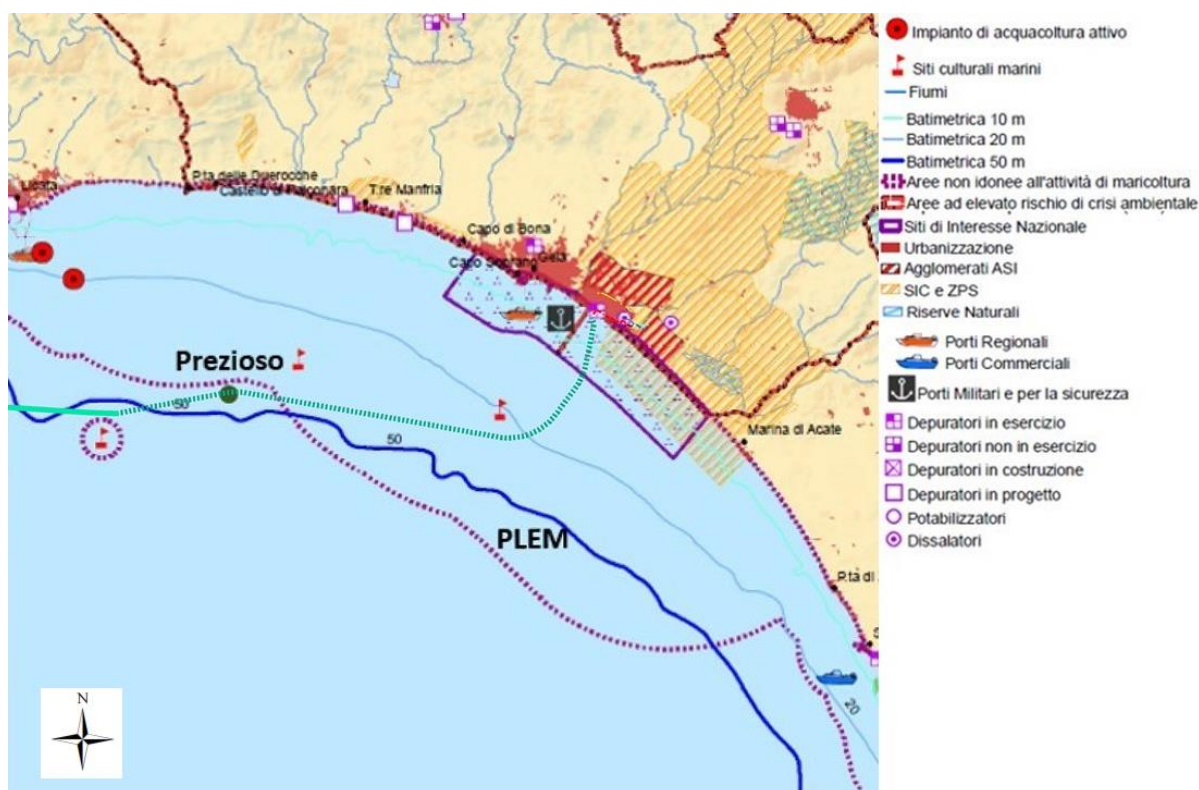 Licata
P.ta delle Duerocche
Castello di Falconara
T.re Manfria
Capo di Bona
Gela
Capo Soprano
Prezioso
50
50
Marina di Acate
PLEM
P.ta di
20
N
Impianto di acquacoltura attivo
Siti culturali marini
Fiumi
Batimetrica 10 m
Batimetrica 20 m
Batimetrica 50 m
Aree non idonee all'attività di maricoltura
Aree ad elevato rischio di crisi ambientale
Siti di Interesse Nazionale
Urbanizzazione
Agglomerati ASI
SIC e ZPS
Riserve Naturali
Porti Regionali
Porti Commerciali
Porti Militari e per la sicurezza
Depuratori in esercizio
Depuratori non in esercizio
Depuratori in costruzione
Depuratori in progetto
Potabilizzatori
Dissalatori